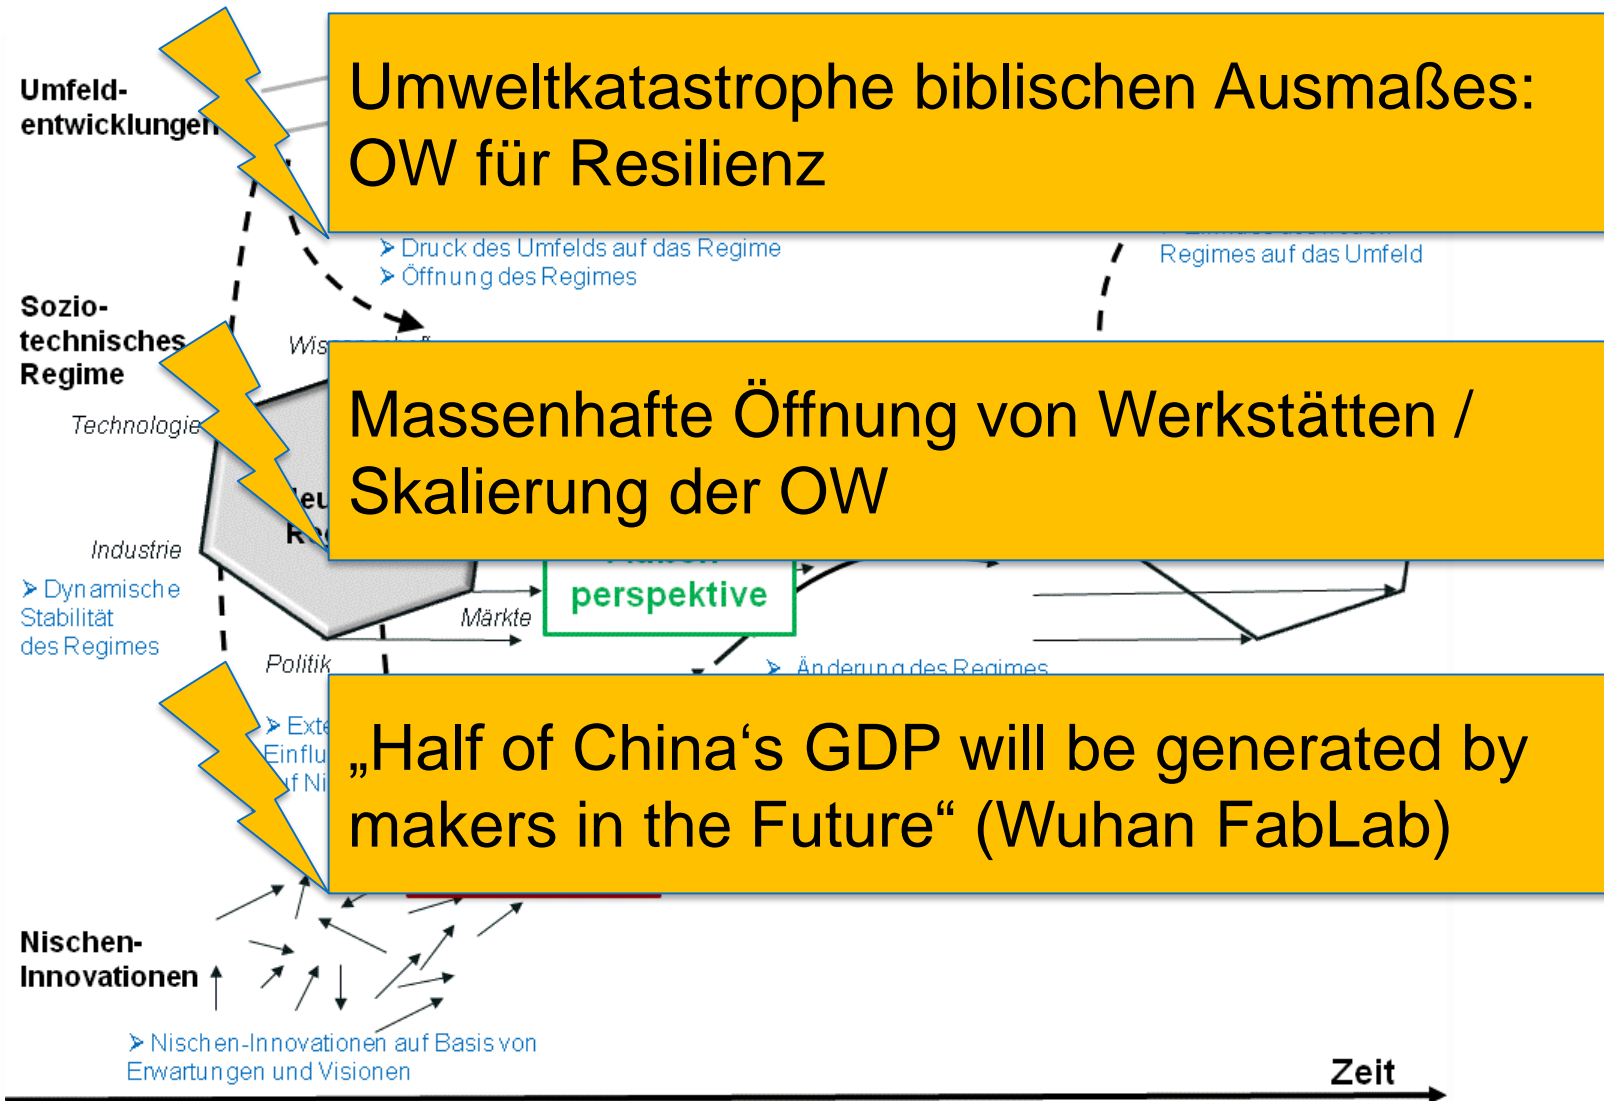 Umfeld-
entwicklungen
Umweltkatastrophe biblischen Ausmaßes:
OW für Resilienz
➢ Druck des Umfelds auf das Regime
➢ Öffnung des Regimes
Regimes auf das Umfeld
Sozio-
technisches
Regime
Technologie
Massenhafte Öffnung von Werkstätten /
Skalierung der OW
Industrie
➢ Dynamische
Stabilität
des Regimes
perspektive
Märkte
Politik
➢ Änderung des Regimes
„Half of China‘s GDP will be generated by
makers in the Future“ (Wuhan FabLab)
Nischen-
Innovationen
➢ Nischen-Innovationen auf Basis von
Erwartungen und Visionen
Zeit